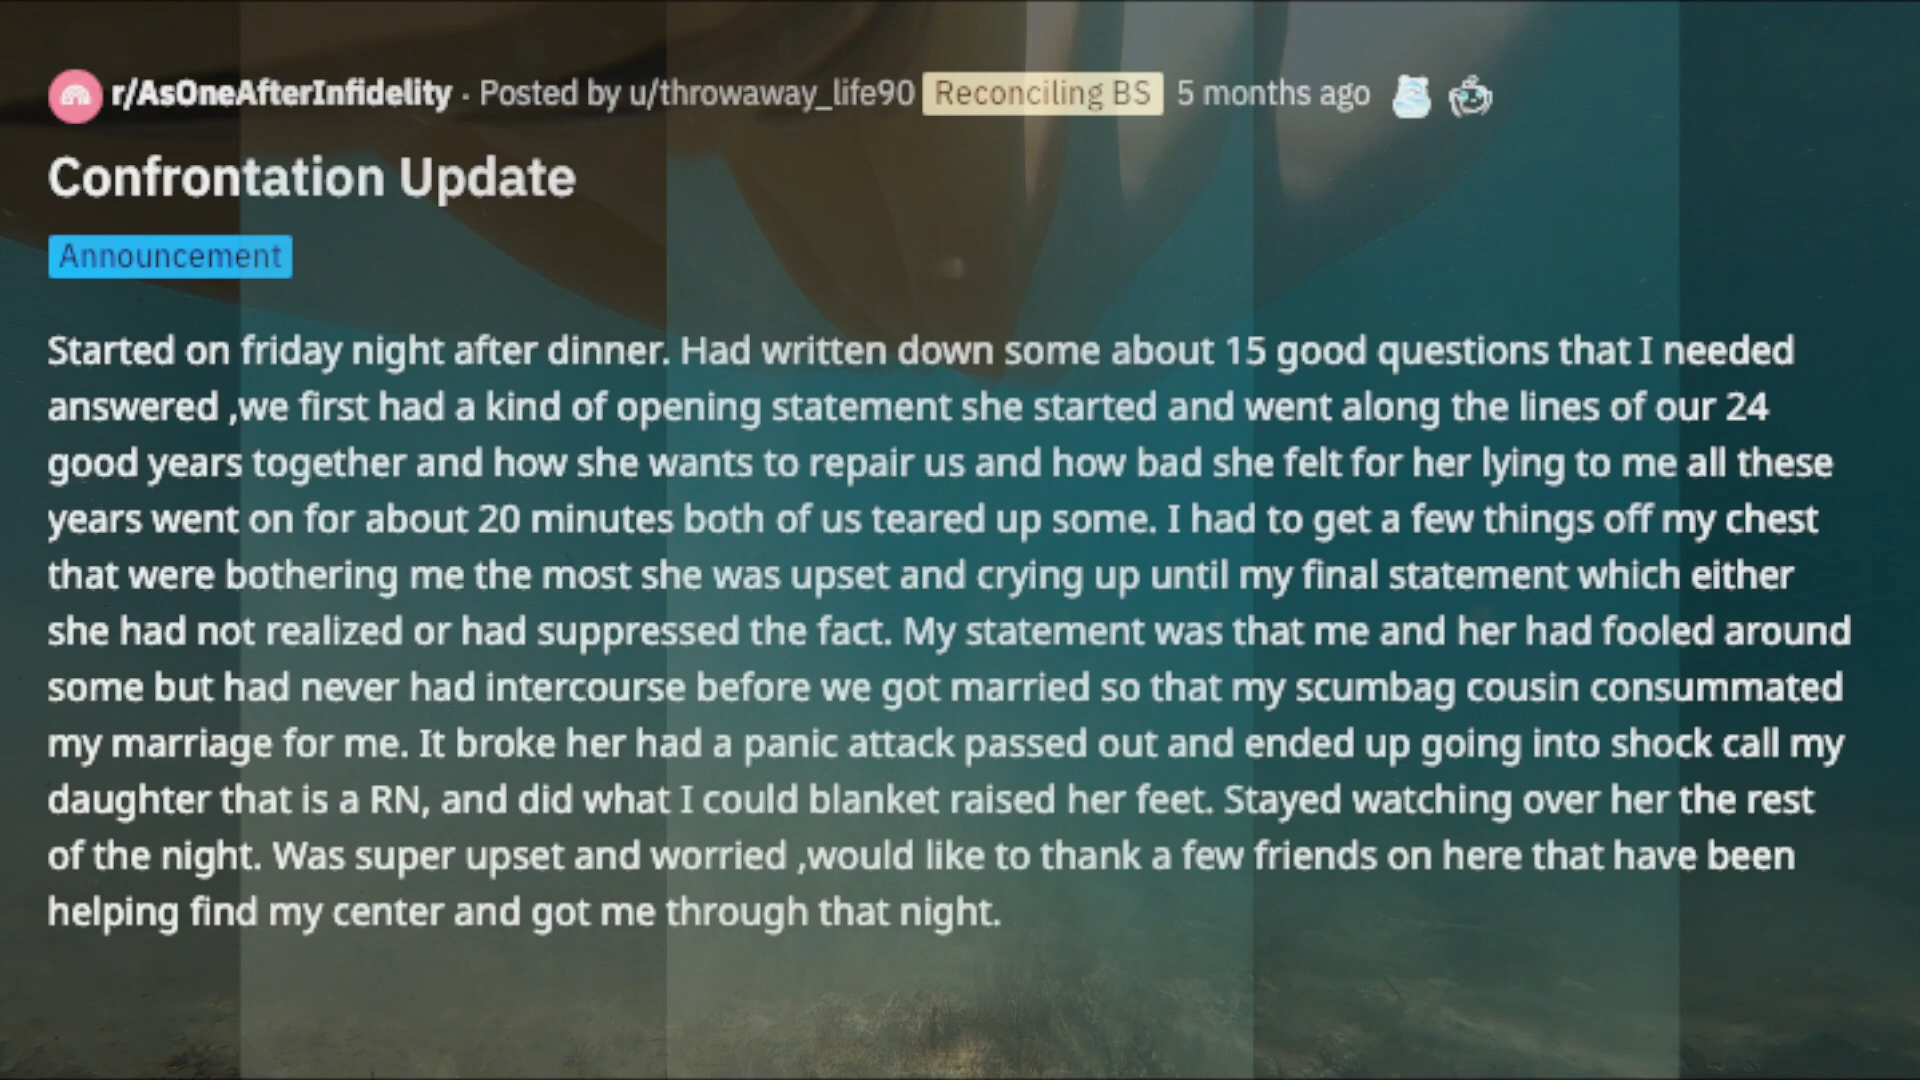 r/AsOneAfterInfidelity · Posted by u/throwaway_life90 Reconciling BS 5 months ago
Confrontation Update
Announcement
Started on friday night after dinner. Had written down some about 15 good questions that I needed
answered ,we first had a kind of opening statement she started and went along the lines of our 24
good years together and how she wants to repair us and how bad she felt for her lying to me all these
years went on for about 20 minutes both of us teared up some. I had to get a few things off my chest
that were bothering me the most she was upset and crying up until my final statement which either
she had not realized or had suppressed the fact. My statement was that me and her had fooled around
some but had never had intercourse before we got married so that my scumbag cousin consummated
my marriage for me. It broke her had a panic attack passed out and ended up going into shock call my
daughter that is a RN, and did what I could blanket raised her feet. Stayed watching over her the rest
of the night. Was super upset and worried ,would like to thank a few friends on here that have been
helping find my center and got me through that night.